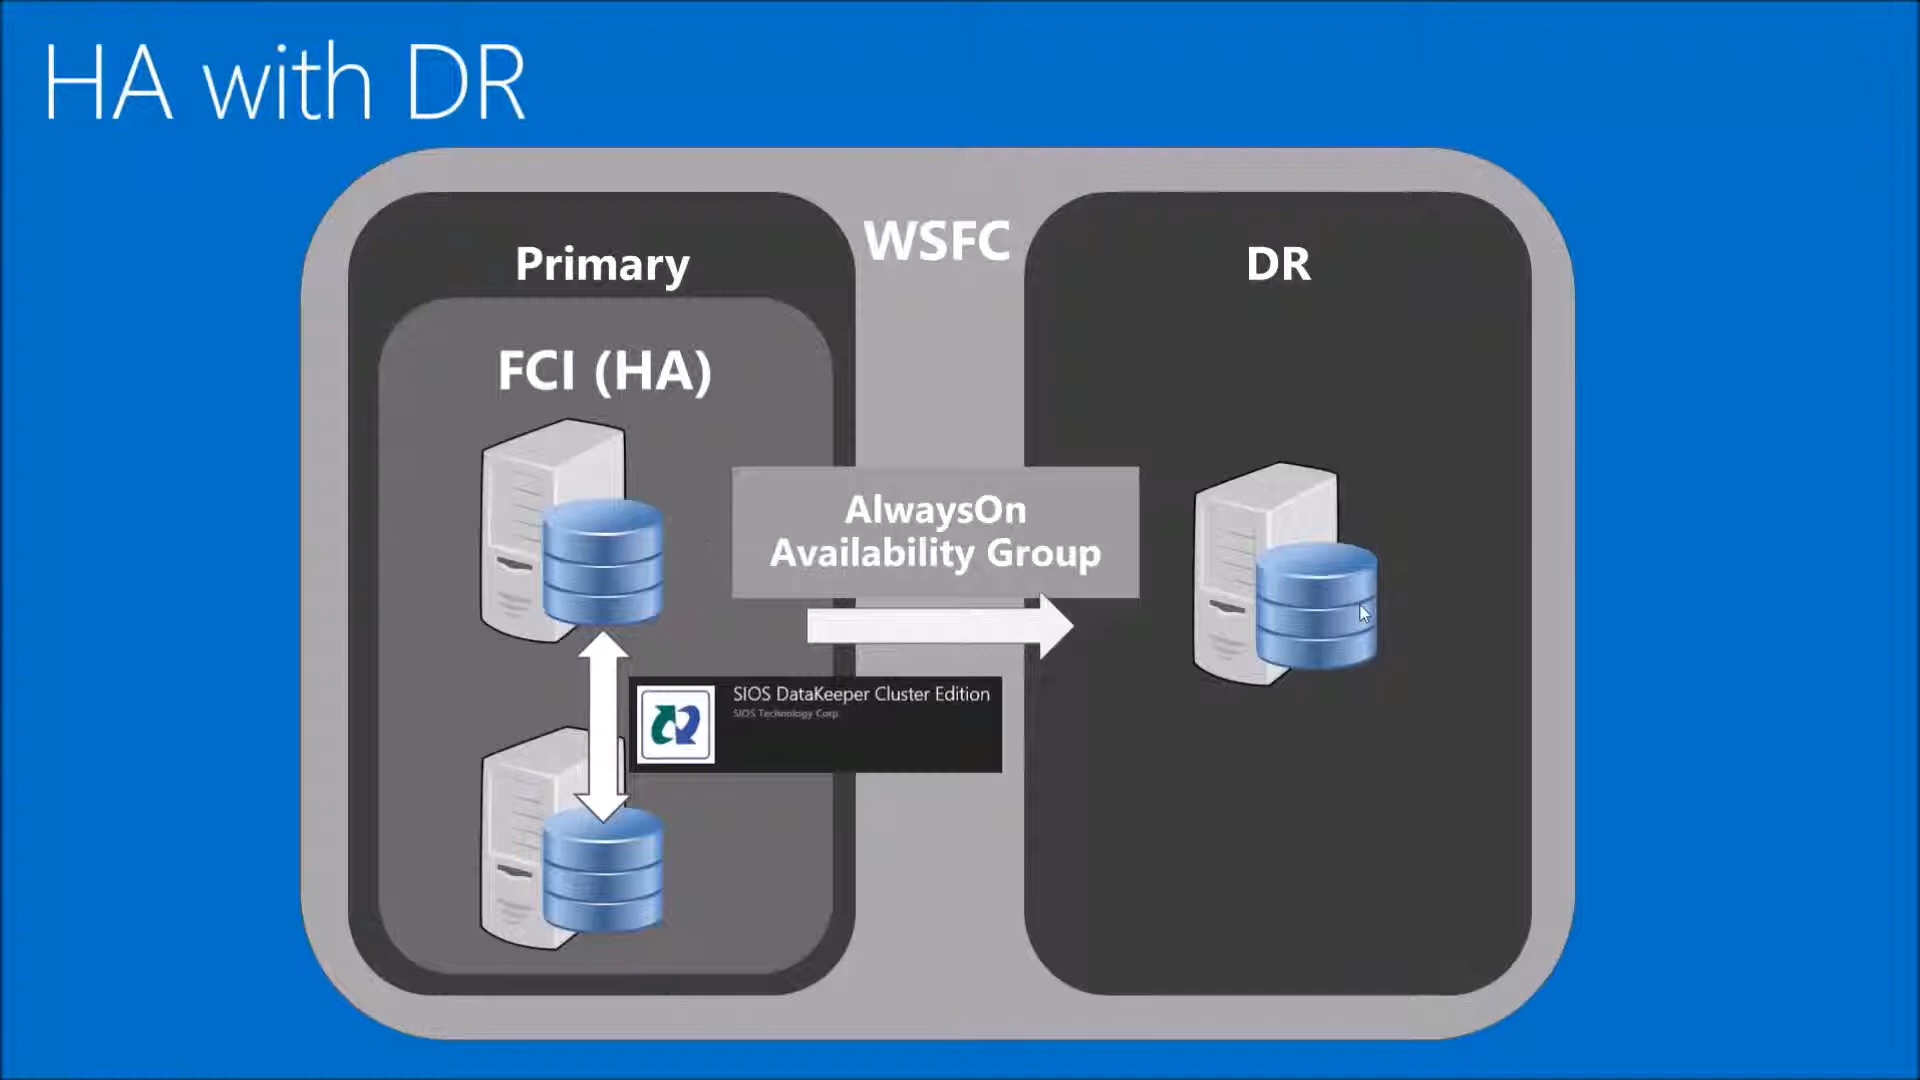 HA with DR
WSFC
Primary
DR
FCI (HA)
AlwaysOn
Availability Group
SIOS DataKeeper Cluster Edition
SIOS Technology Corp.